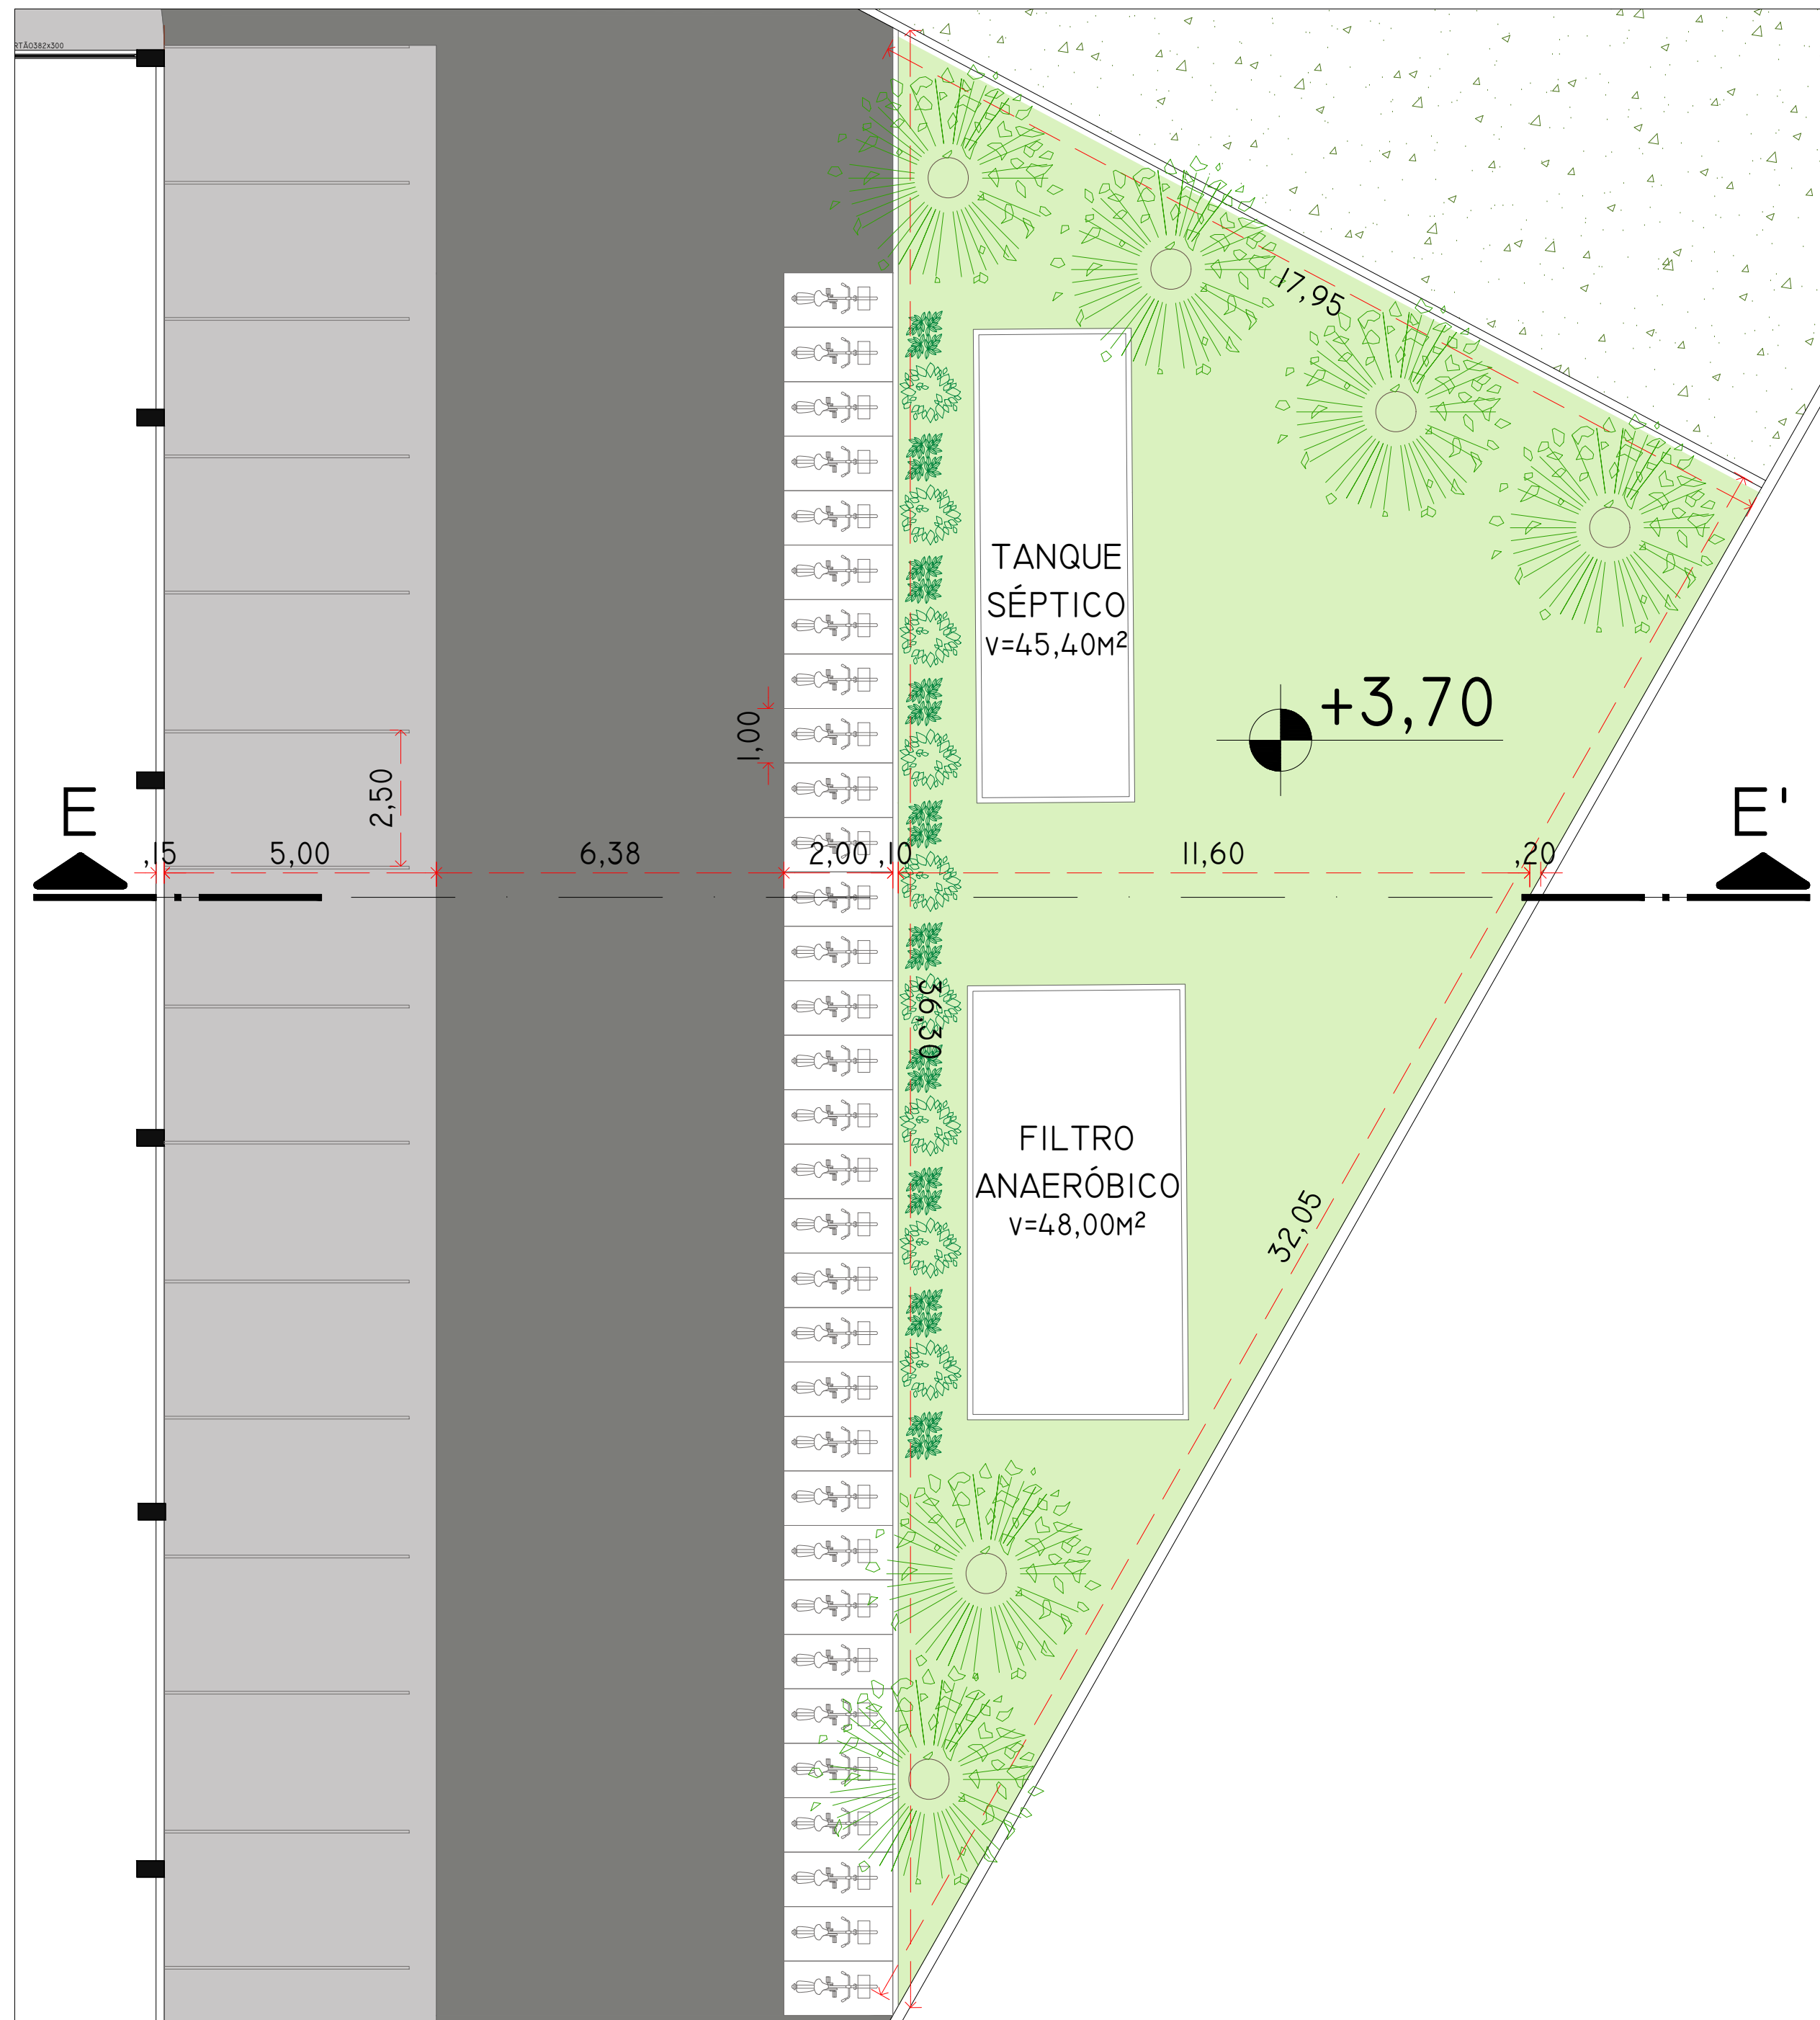 RTÃO382x300
17,95
TANQUE
SÉPTICO
V=45,40M²
+3,70
1,00
2,50
E
E'
,15
5,00
6,38
2,00
,10
11,60
,20
36,30
FILTRO
ANAERÓBICO
V=48,00M²
32,05